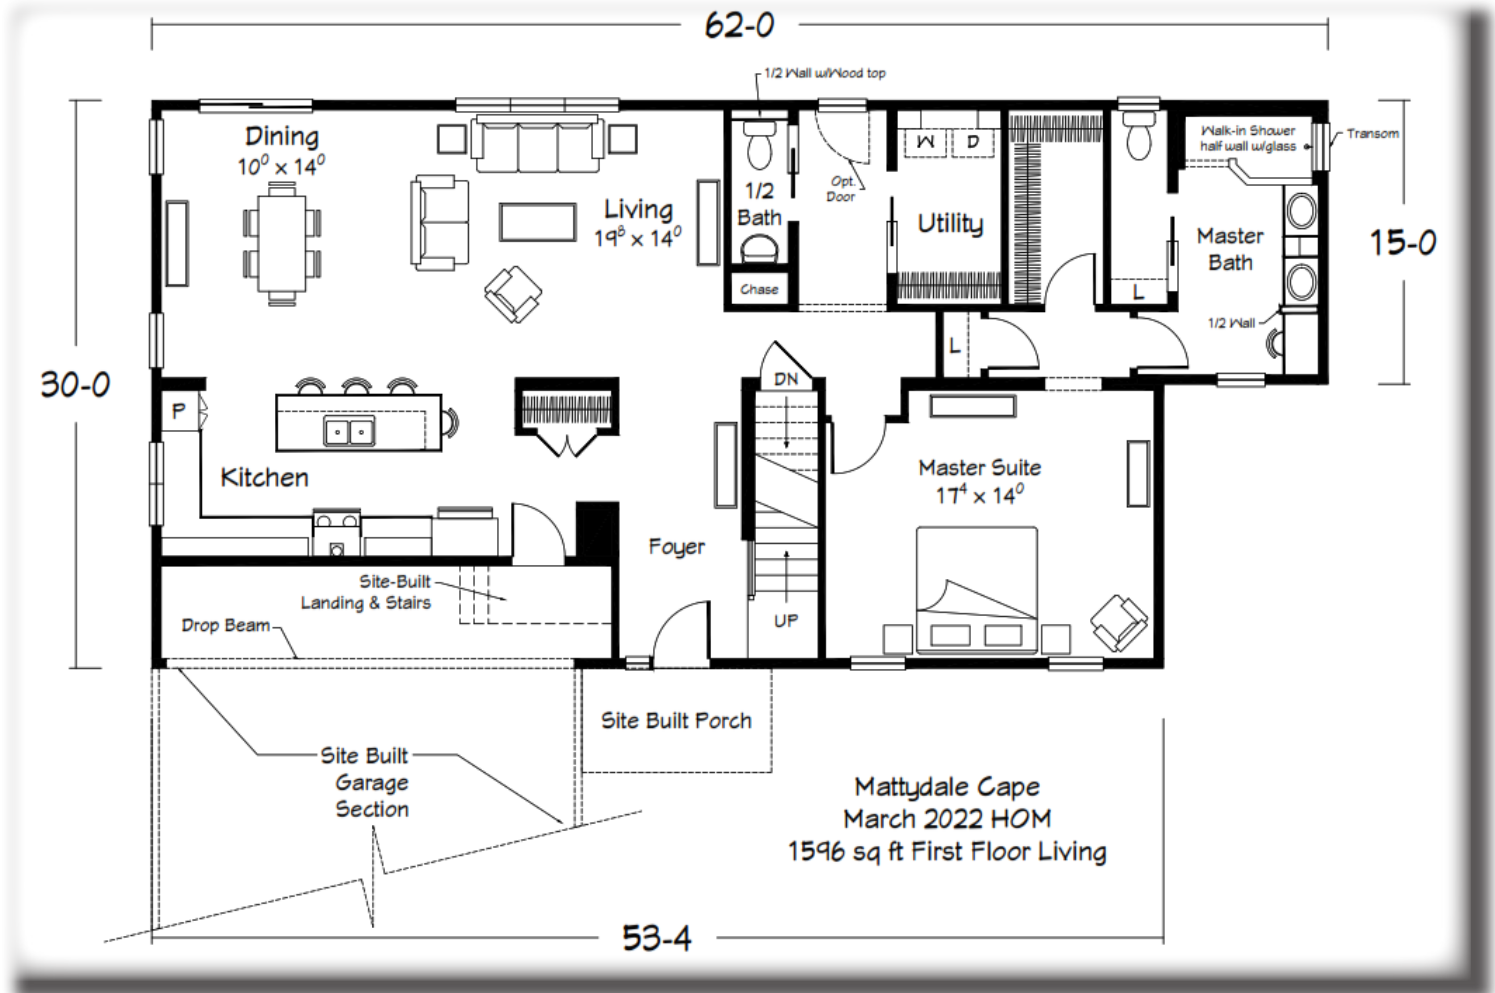 62-0
1/2 Wall w/Wood top
Dining
10⁰ x 14⁰
Living
19⁸ x 14⁰
1/2
Bath
Chase
Opt.
Door
W
D
Utility
L
Walk-in Shower
half wall w/glass
Transom
Master
Bath
1/2 Wall
15-0
L
30-0
P
Kitchen
DN
Foyer
UP
Master Suite
17⁴ x 14⁰
Site-Built
Landing & Stairs
Drop Beam
Site Built Porch
Site Built
Garage
Section
Mattydale Cape
March 2022 HOM
1596 sq ft First Floor Living
53-4